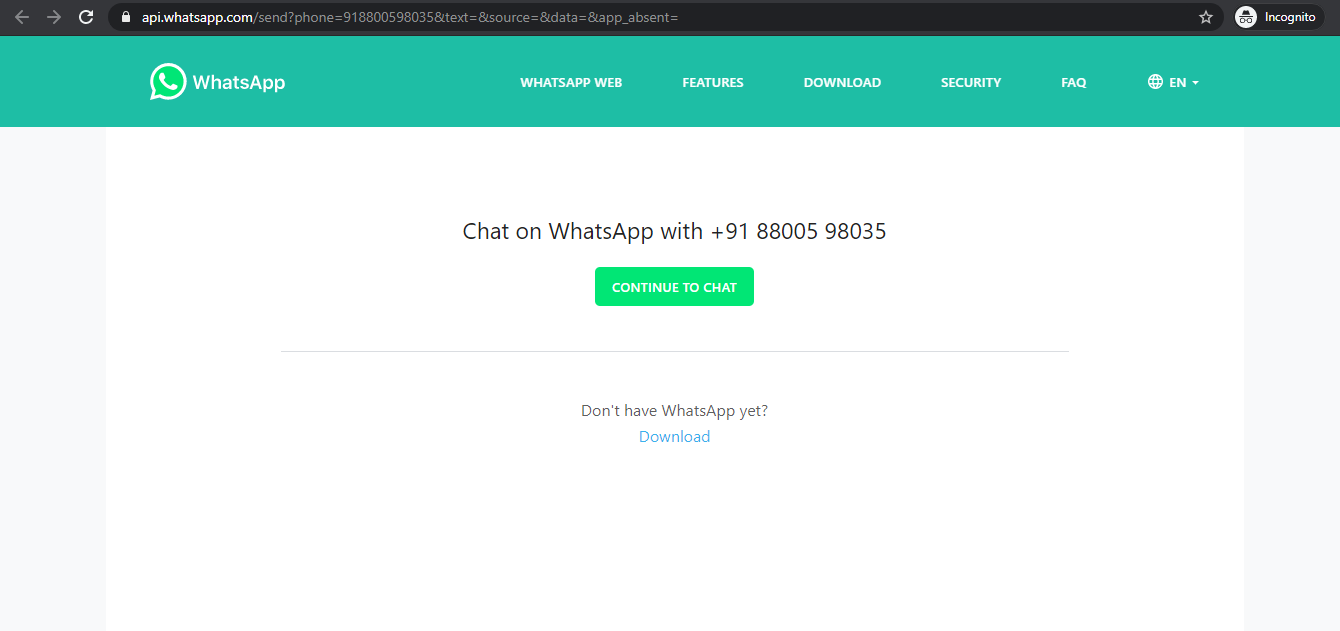 api.whatsapp.com/send?phone=918800598035&text=&source=&data=&app_absent=
Incognito
WhatsApp
WHATSAPP WEB
FEATURES
DOWNLOAD
SECURITY
FAQ
EN
Chat on WhatsApp with +91 88005 98035
CONTINUE TO CHAT
Don't have WhatsApp yet?
Download